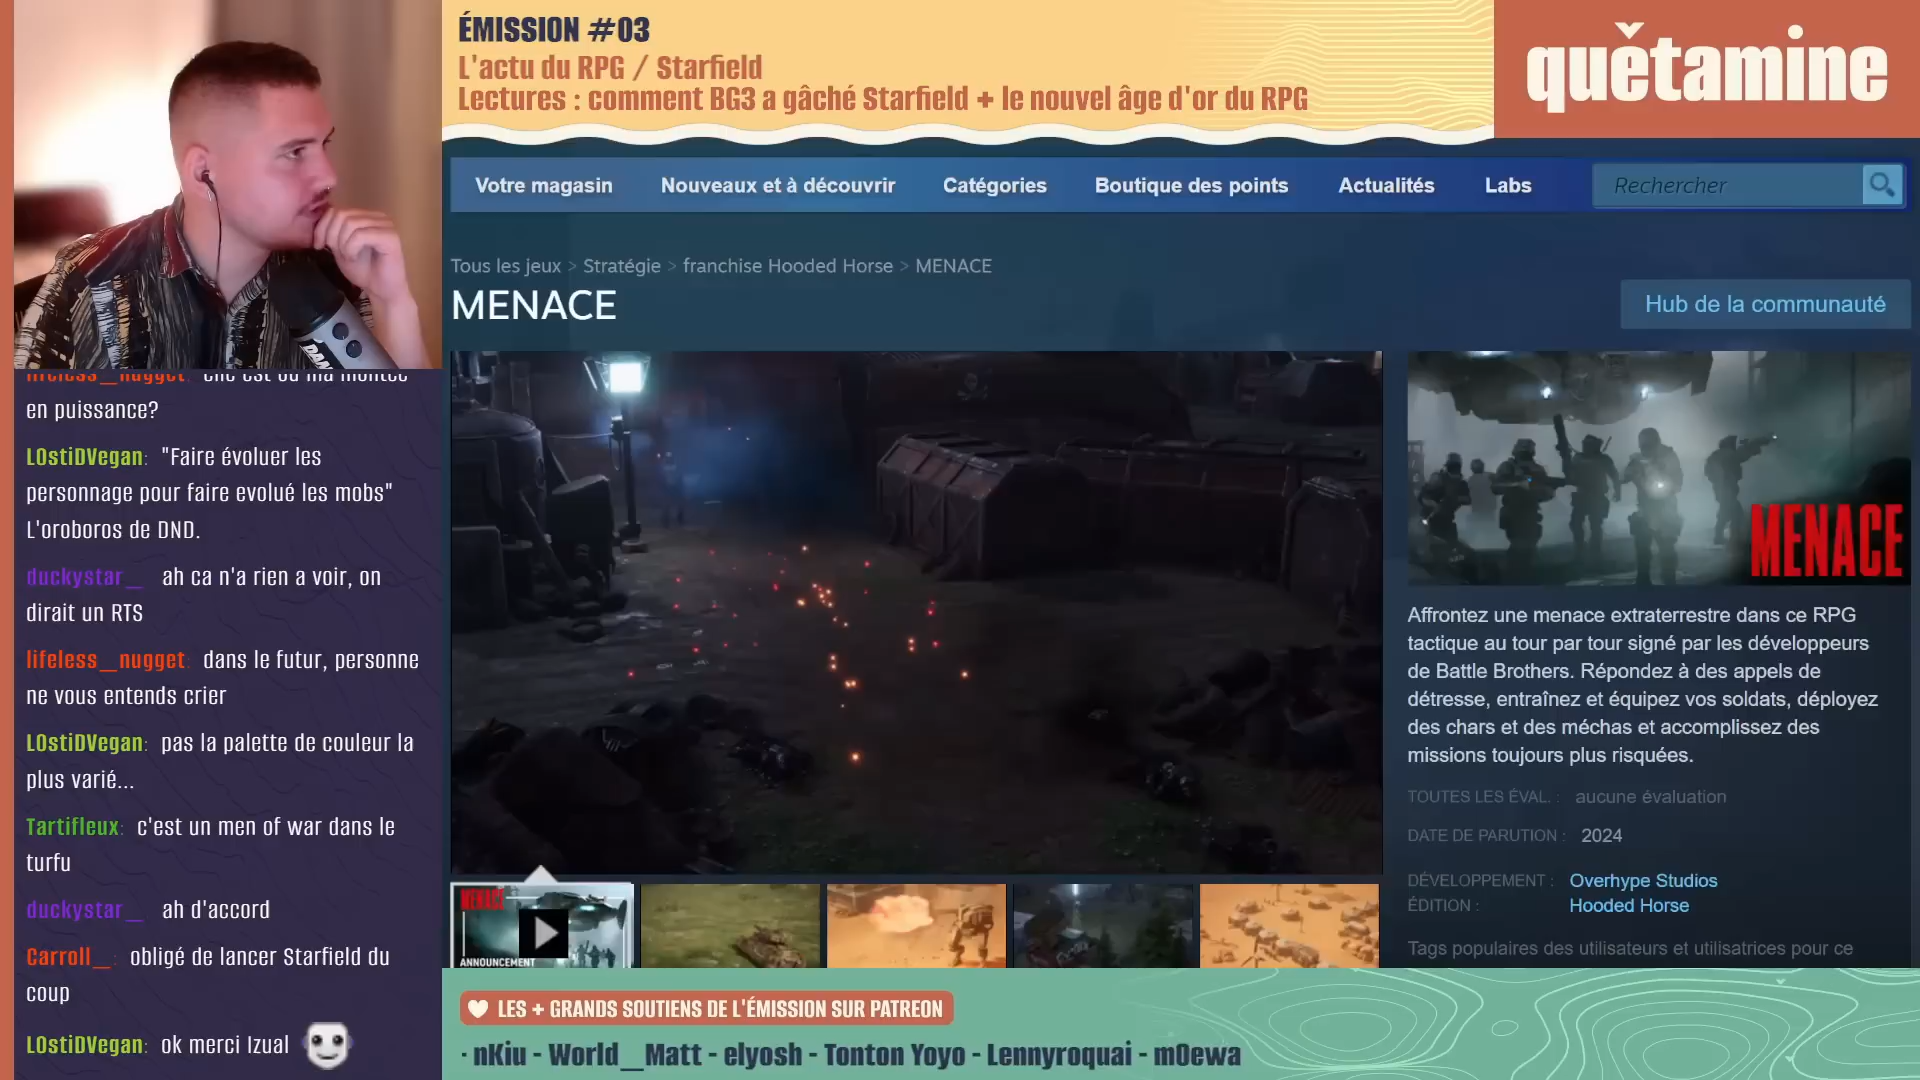 ÉMISSION #03
L'actu du RPG / Starfield
Lectures : comment BG3 a gâché Starfield + le nouvel âge d'or du RPG
quětamine
Votre magasin
Nouveaux et à découvrir
Catégories
Boutique des points
Actualités
Labs
Rechercher
Tous les jeux > Stratégie > franchise Hooded Horse > MENACE
MENACE
Hub de la communauté
MENACE
Affrontez une menace extraterrestre dans ce RPG
tactique au tour par tour signé par les développeurs
de Battle Brothers. Répondez à des appels de
détresse, entraînez et équipez vos soldats, déployez
des chars et des méchas et accomplissez des
missions toujours plus risquées.
TOUTES LES ÉVAL. : aucune évaluation
DATE DE PARUTION : 2024
DÉVELOPPEMENT : Overhype Studios
ÉDITION : Hooded Horse
Tags populaires des utilisateurs et utilisatrices pour ce
MENACE
ANNOUNCEMENT
lifeless_nugget:
en puissance?
L0stiDVegan: "Faire évoluer les
personnage pour faire evolué les mobs"
L'oroboros de DND.
duckystar_ ah ca n'a rien a voir, on
dirait un RTS
lifeless_nugget: dans le futur, personne
ne vous entends crier
L0stiDVegan: pas la palette de couleur la
plus varié...
Tartifleux: c'est un men of war dans le
turfu
duckystar_ ah d'accord
Carroll_: obligé de lancer Starfield du
coup
L0stiDVegan: ok merci Izual
LES + GRANDS SOUTIENS DE L'ÉMISSION SUR PATREON
· nKiu - World_Matt - elyosh - Tonton Yoyo - Lennyroquai - m0ewa